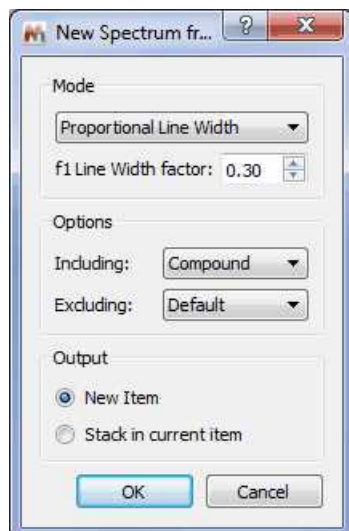 New Spectrum fr...
Mode
Proportional Line Width
f1 Line Width factor: 0.30
Options
Including: Compound
Excluding: Default
Output
New Item
Stack in current item
OK Cancel